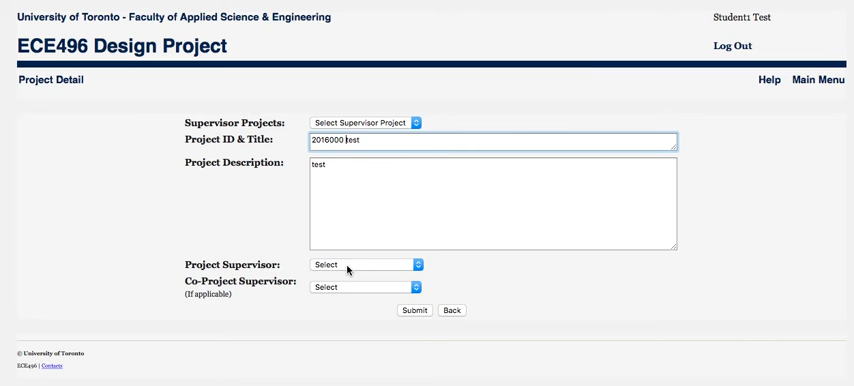 University of Toronto - Faculty of Applied Science & Engineering
Student1 Test
ECE496 Design Project
Log Out
Project Detail
Help Main Menu
Supervisor Projects: Select Supervisor Project
Project ID & Title: 2016000 test
Project Description: test
Project Supervisor: Select
Co-Project Supervisor: Select
(If applicable)
Submit Back
© University of Toronto
ECE496 | Contacts